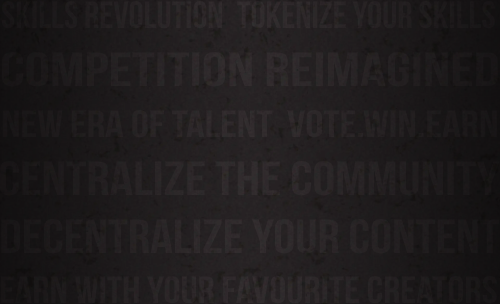 SKILLS REVOLUTION TOKENIZE YOUR SKILLS
COMPETITION REIMAGINED
NEW ERA OF TALENT VOTE.WIN.EARN
CENTRALIZE THE COMMUNITY
DECENTRALIZE YOUR CONTENT
EARN WITH YOUR FAVOURITE CREATORS